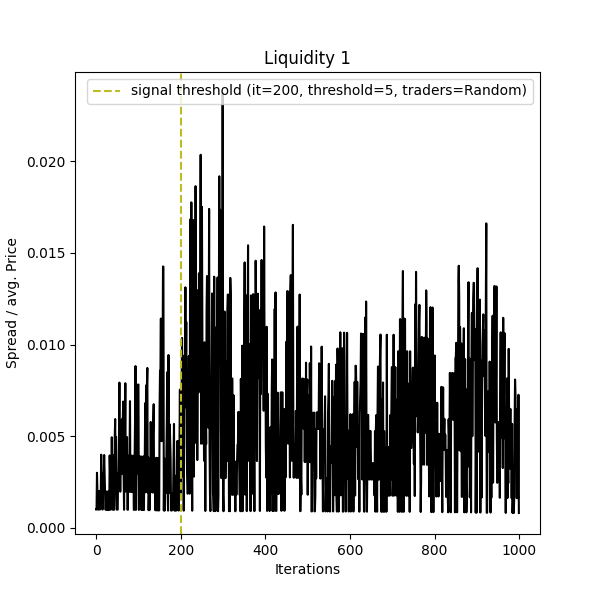 Liquidity 1
signal threshold (it=200, threshold=5, traders=Random)
Spread / avg. Price
0.020
0.015
0.010
0.005
0.000
0 200 400 600 800 1000
Iterations